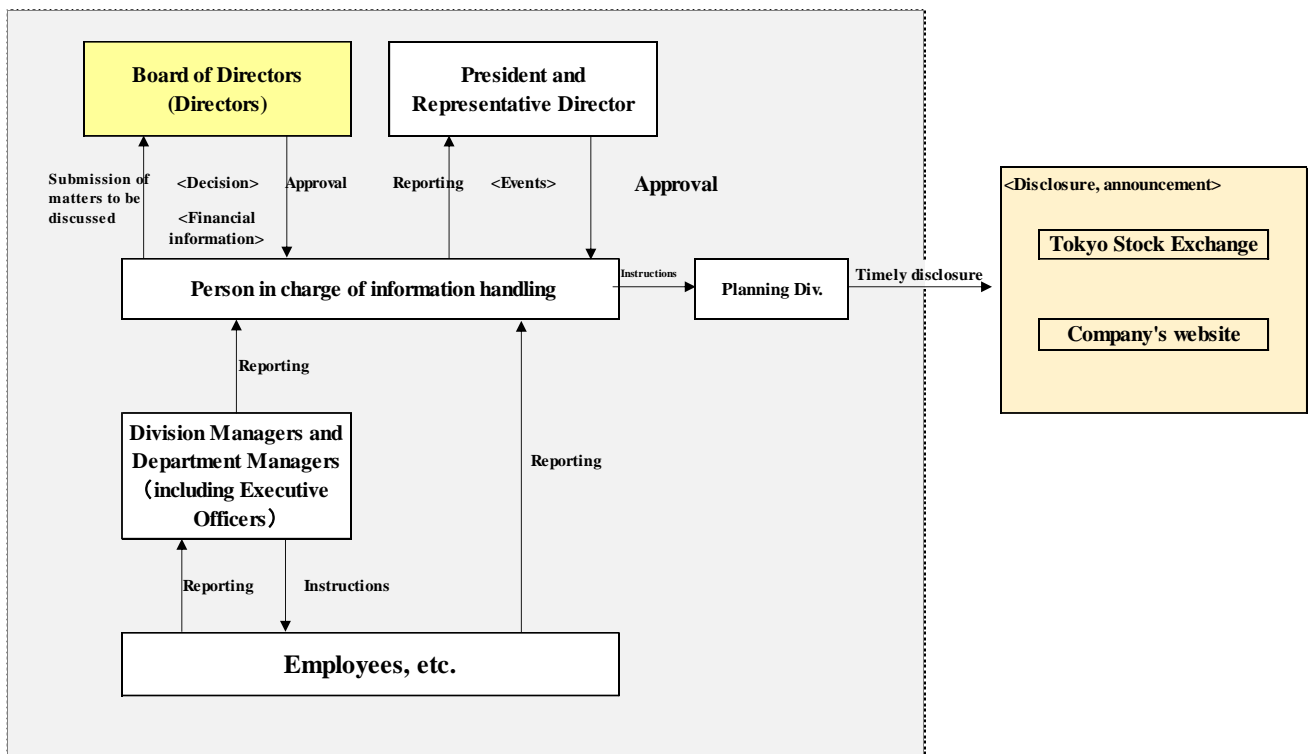 Board of Directors
(Directors)
President and
Representative Director
Submission of
matters to be
discussed
<Decision>
<Financial
information>
Approval
Reporting
<Events>
Approval
<Disclosure, announcement>
Tokyo Stock Exchange
Company's website
Person in charge of information handling
Instructions
Planning Div.
Timely disclosure
Reporting
Division Managers and
Department Managers
（including Executive
Officers）
Reporting
Reporting
Instructions
Employees, etc.